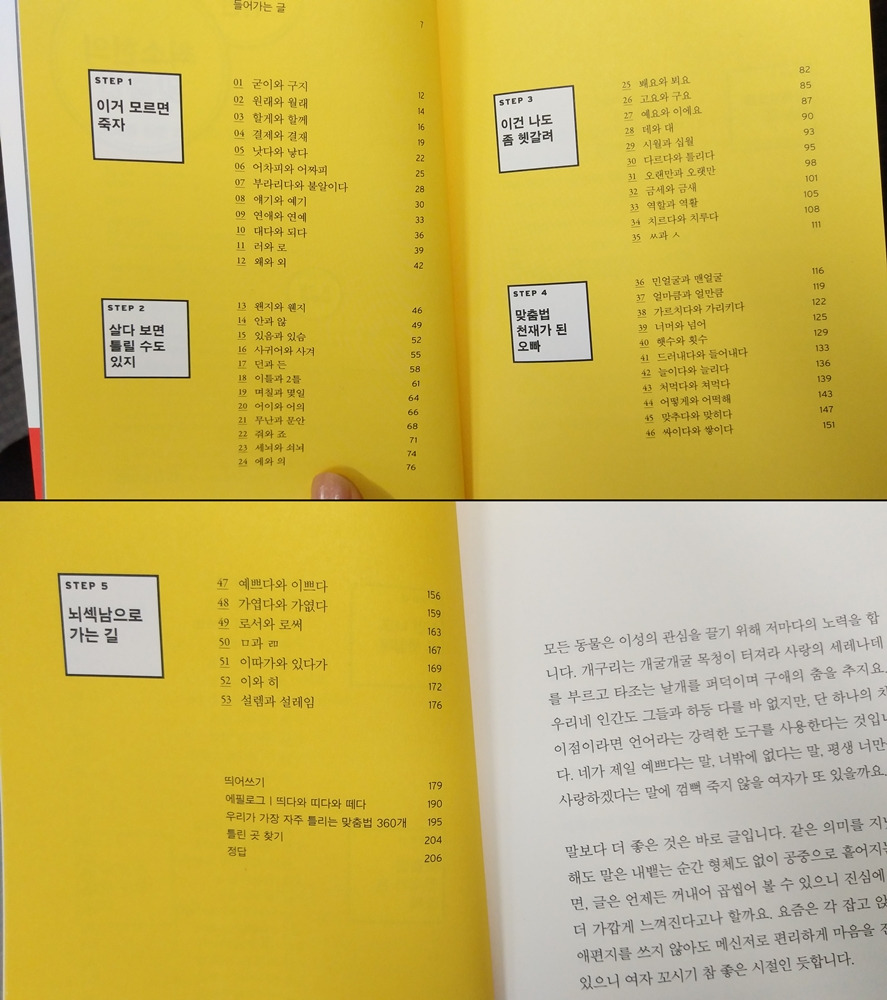 들어가는 글 7
STEP 1
이거 모르면
죽자
01 굳이와 구지 12
02 원래와 월래 14
03 할게와 할께 16
04 결제와 결재 19
05 낫다와 낳다 22
06 어차피와 어짜피 25
07 부라리다와 불알이다 28
08 얘기와 예기 30
09 연애와 연예 33
10 대다와 되다 36
11 러와 로 39
12 왜와 외 42
STEP 2
살다 보면
틀릴 수도
있지
13 왠지와 웬지 46
14 안과 않 49
15 있음과 있슴 52
16 사귀어와 사겨 55
17 던과 든 58
18 이틀과 2틀 61
19 며칠과 몇일 64
20 어이와 어의 66
21 무난과 문안 68
22 줘와 죠 71
23 세뇌와 쇠뇌 74
24 에와 의 76
STEP 3
이건 나도
좀 헷갈려
25 봬요와 뵈요 82
26 고요와 구요 85
27 예요와 이에요 87
28 데와 대 90
29 시월과 십월 93
30 다르다와 틀리다 95
31 오랜만과 오랫만 98
32 금세와 금새 101
33 역할과 역활 105
34 치르다와 치루다 108
35 ㅆ과 ㅅ 111
STEP 4
맞춤법
천재가 된
오빠
36 민얼굴과 맨얼굴 116
37 얼마큼과 얼만큼 119
38 가르치다와 가리키다 122
39 너머와 넘어 125
40 햇수와 횟수 129
41 드러내다와 들어내다 133
42 늘이다와 늘리다 136
43 처먹다와 쳐먹다 139
44 어떻게와 어떡해 143
45 맞추다와 맞히다 147
46 싸이다와 쌓이다 151
STEP 5
뇌섹남으로
가는 길
47 예쁘다와 이쁘다 156
48 가엽다와 가엾다 159
49 로서와 로써 163
50 ㅁ과 ㄻ 167
51 이따가와 있다가 169
52 이와 히 172
53 설렘과 설레임 176
띄어쓰기 179
에필로그 | 띄다와 띠다와 떼다 190
우리가 가장 자주 틀리는 맞춤법 360개 195
틀린 곳 찾기 204
정답 206
모든 동물은 이성의 관심을 끌기 위해 저마다의 노력을 합
니다. 개구리는 개굴개굴 목청이 터져라 사랑의 세레나데
를 부르고 타조는 날개를 퍼덕이며 구애의 춤을 추지요.
우리네 인간도 그들과 하등 다를 바 없지만, 단 하나의 차
이점이라면 언어라는 강력한 도구를 사용한다는 것입니
다. 네가 제일 예쁘다는 말, 너밖에 없다는 말, 평생 너만
사랑하겠다는 말에 껌뻑 죽지 않을 여자가 또 있을까요.
말보다 더 좋은 것은 바로 글입니다. 같은 의미를 지닌
해도 말은 내뱉는 순간 형체도 없이 공중으로 흩어지는
면, 글은 언제든 꺼내어 곱씹어 볼 수 있으니 진심에
더 가깝게 느껴진다고나 할까요. 요즘은 각 잡고 앉
애편지를 쓰지 않아도 메신저로 편리하게 마음을 전
있으니 여자 꼬시기 참 좋은 시절인 듯합니다.